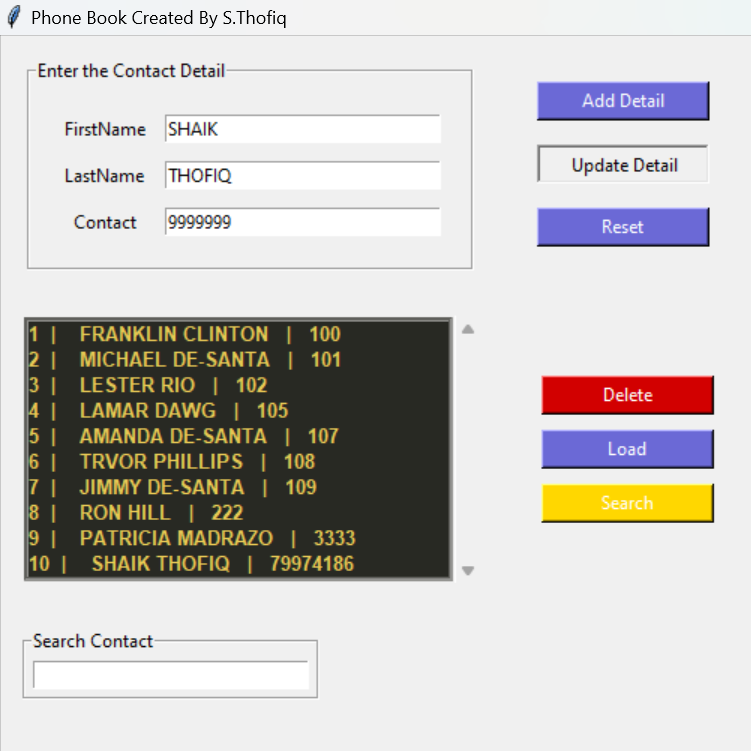 Phone Book Created By S.Thofiq
Enter the Contact Detail
FirstName SHAIK
LastName THOFIQ
Contact 9999999
Add Detail
Update Detail
Reset
1 | FRANKLIN CLINTON | 100
2 | MICHAEL DE-SANTA | 101
3 | LESTER RIO | 102
4 | LAMAR DAWG | 105
5 | AMANDA DE-SANTA | 107
6 | TRVOR PHILLIPS | 108
7 | JIMMY DE-SANTA | 109
8 | RON HILL | 222
9 | PATRICIA MADRAZO | 3333
10 | SHAIK THOFIQ | 79974186
Delete
Load
Search
Search Contact